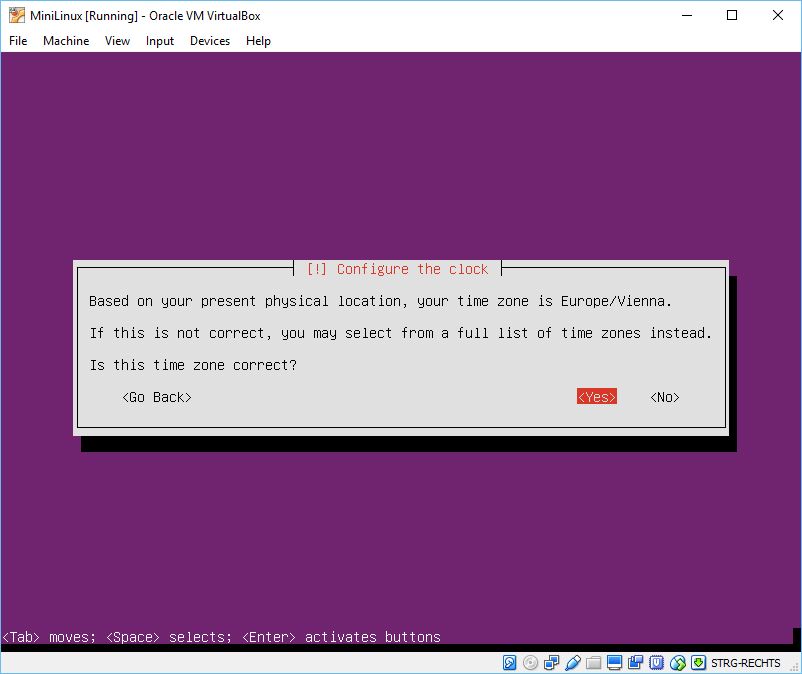 MiniLinux [Running] - Oracle VM VirtualBox
File Machine View Input Devices Help
[!] Configure the clock
Based on your present physical location, your time zone is Europe/Vienna.
If this is not correct, you may select from a full list of time zones instead.
Is this time zone correct?
<Go Back> <Yes> <No>
<Tab> moves; <Space> selects; <Enter> activates buttons
STRG-RECHTS